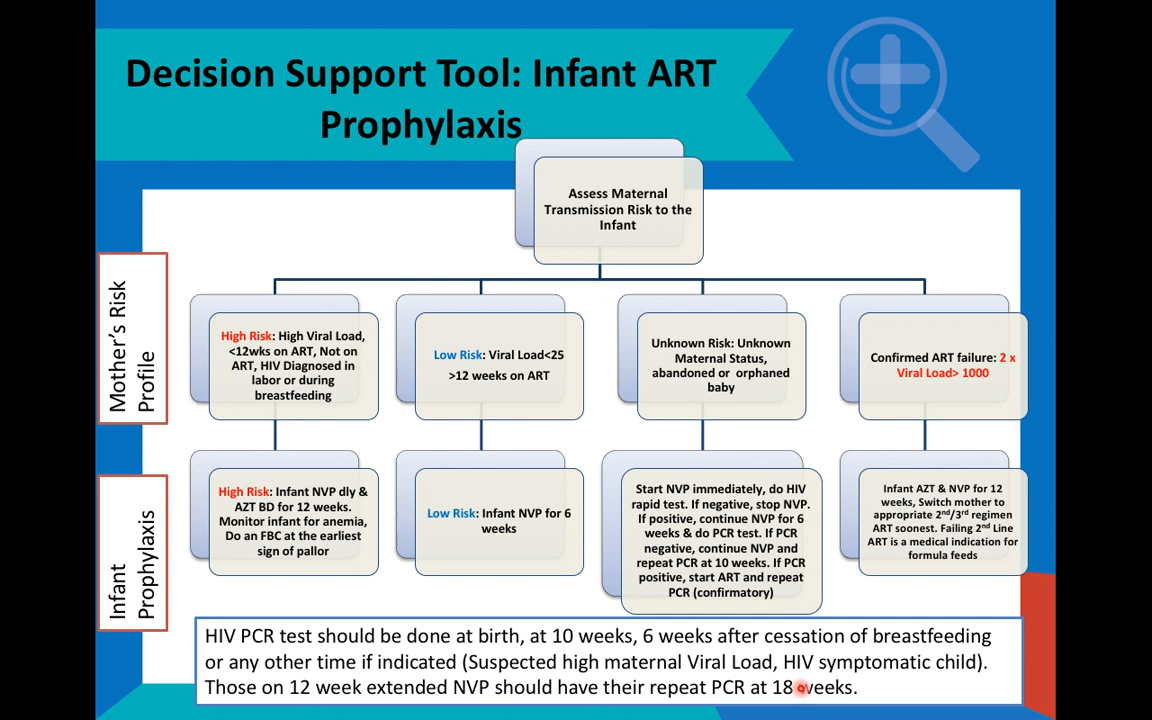 Decision Support Tool: Infant ART
Prophylaxis
Assess Maternal
Transmission Risk to the
Infant
Mother's Risk
Profile
High Risk: High Viral Load,
<12wks on ART, Not on
ART, HIV Diagnosed in
labor or during
breastfeeding
Low Risk: Viral Load<25
>12 weeks on ART
Unknown Risk: Unknown
Maternal Status,
abandoned or orphaned
baby
Confirmed ART failure: 2 x
Viral Load> 1000
Infant
Prophylaxis
High Risk: Infant NVP dly &
AZT BD for 12 weeks.
Monitor infant for anemia,
Do an FBC at the earliest
sign of pallor
Low Risk: Infant NVP for 6
weeks
Start NVP immediately, do HIV
rapid test. If negative, stop NVP.
If positive, continue NVP for 6
weeks & do PCR test. If PCR
negative, continue NVP and
repeat PCR at 10 weeks. If PCR
positive, start ART and repeat
PCR (confirmatory)
Infant AZT & NVP for 12
weeks, Switch mother to
appropriate 2nd/3rd regimen
ART soonest. Failing 2nd Line
ART is a medical indication for
formula feeds
HIV PCR test should be done at birth, at 10 weeks, 6 weeks after cessation of breastfeeding
or any other time if indicated (Suspected high maternal Viral Load, HIV symptomatic child).
Those on 12 week extended NVP should have their repeat PCR at 18 weeks.